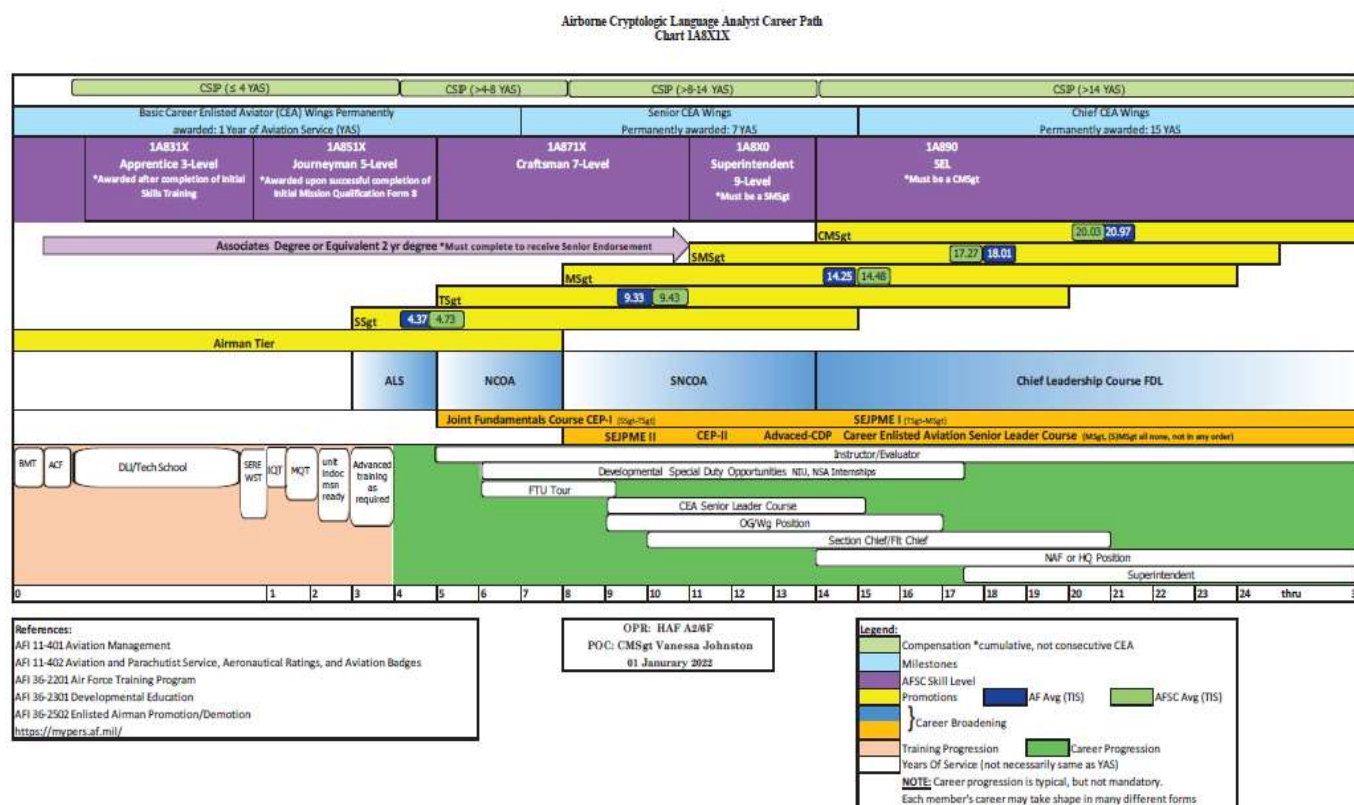 Airborne Cryptologic Language Analyst Career Path
Chart 1A8X1X
CSIP (≤ 4 YAS)
CSIP (>4-8 YAS)
CSIP (>8-14 YAS)
CSIP (>14 YAS)
Basic Career Enlisted Aviator (CEA) Wings Permanently
awarded: 1 Year of Aviation Service (YAS)
Senior CEA Wings
Permanently awarded: 7 YAS
Chief CEA Wings
Permanently awarded: 15 YAS
1A831X
Apprentice 3-Level
*Awarded after completion of Initial
Skills Training
1A851X
Journeyman 5-Level
*Awarded upon successful completion of
Initial Mission Qualification Form 8
1A871X
Craftsman 7-Level
1A8X0
Superintendent
9-Level
*Must be a SMSgt
1A890
SEL
*Must be a CMSgt
Associates Degree or Equivalent 2 yr degree *Must complete to receive Senior Endorsement
CMSgt
20.03 20.97
SMSgt
17.27 18.01
MSgt
14.25 14.48
TSgt
9.33 9.43
SSgt
4.37 4.73
Airman Tier
ALS
NCOA
SNCOA
Chief Leadership Course FDL
Joint Fundamentals Course CEP-I (SSgt-TSgt)
SEJPME I (TSgt-MSgt)
SEJPME II CEP-II Advaced-CDP Career Enlisted Aviation Senior Leader Course (MSgt, (S)MSgt all none, not in any order)
BMT
ACF
DLI/Tech School
SERE
WST
IQT
MQT
unit
indoc
msn
ready
Advanced
training
as
required
Instructor/Evaluator
Developmental Special Duty Opportunities NIU, NSA Internships
FTU Tour
CEA Senior Leader Course
OG/Wg Position
Section Chief/Flt Chief
NAF or HQ Position
Superintendent
0 1 2 3 4 5 6 7 8 9 10 11 12 13 14 15 16 17 18 19 20 21 22 23 24 thru 3
References:
AFI 11-401 Aviation Management
AFI 11-402 Aviation and Parachutist Service, Aeronautical Ratings, and Aviation Badges
AFI 36-2201 Air Force Training Program
AFI 36-2301 Developmental Education
AFI 36-2502 Enlisted Airman Promotion/Demotion
https://mypers.af.mil/
OPR: HAF A2/6F
POC: CMSgt Vanessa Johnston
01 Janurary 2022
Legend:
Compensation *cumulative, not consecutive CEA
Milestones
AFSC Skill Level
Promotions AF Avg (TIS) AFSC Avg (TIS)
Career Broadening
Training Progression Career Progression
Years Of Service (not necessarily same as YAS)
NOTE: Career progression is typical, but not mandatory.
Each member's career may take shape in many different forms